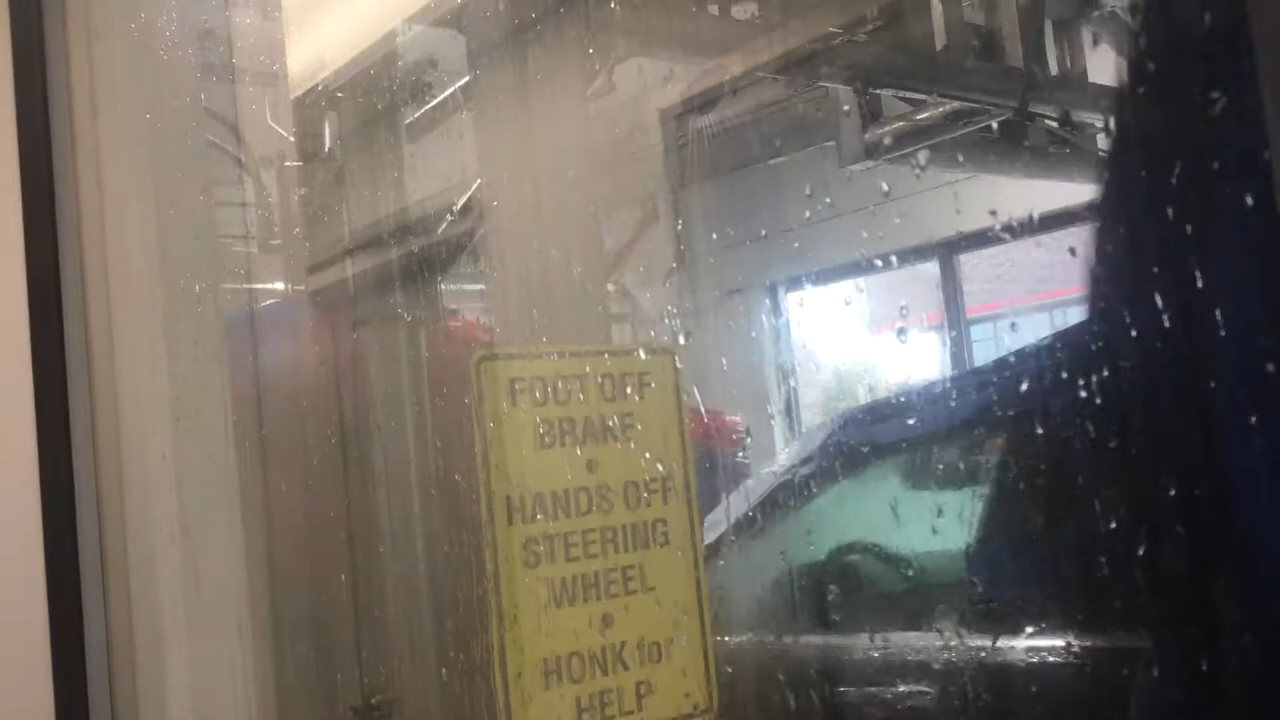 FOOT OFF
BRAKE
•
HANDS OFF
STEERING
WHEEL
•
HONK for
HELP